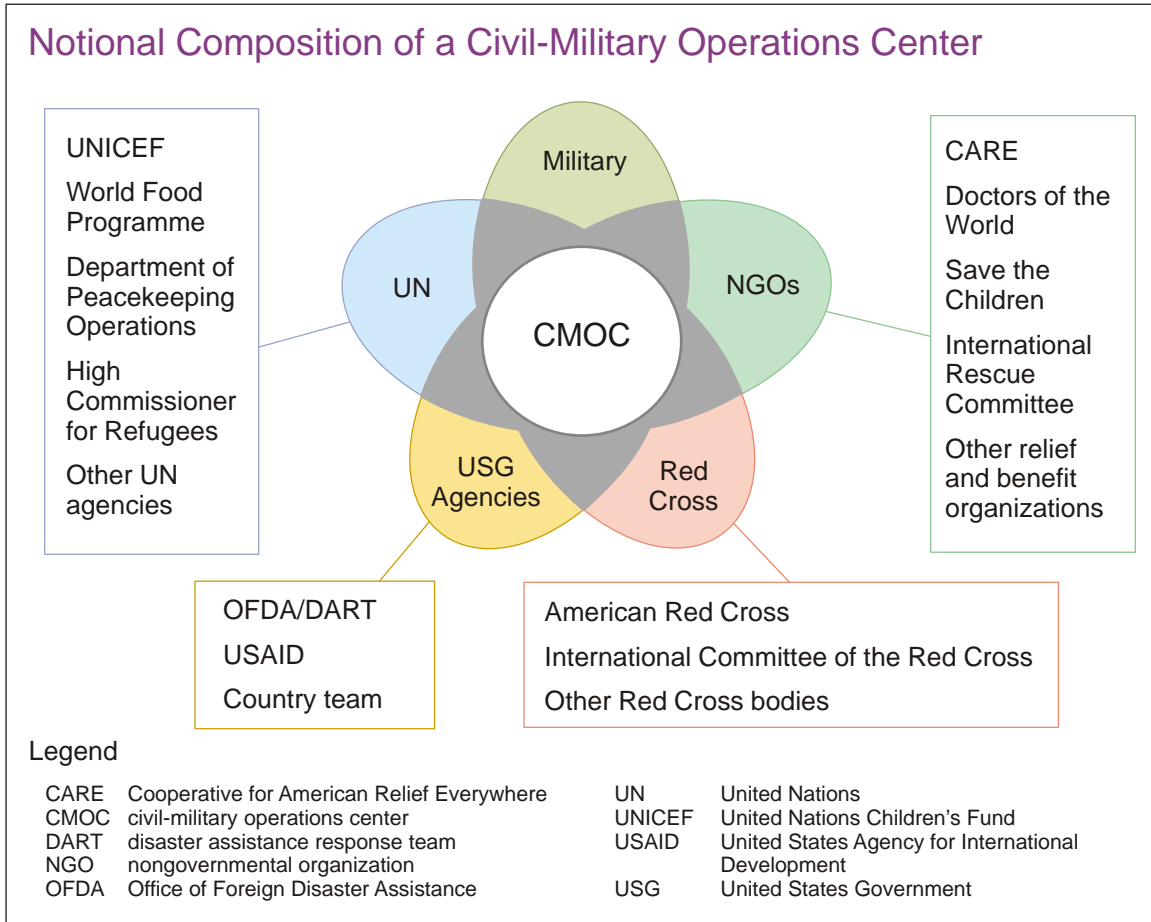 Notional Composition of a Civil-Military Operations Center
UNICEF
World Food
Programme
Department of
Peacekeeping
Operations
High
Commissioner
for Refugees
Other UN
agencies
Military
UN
NGOs
CMOC
USG
Agencies
Red
Cross
CARE
Doctors of the
World
Save the
Children
International
Rescue
Committee
Other relief
and benefit
organizations
OFDA/DART
USAID
Country team
American Red Cross
International Committee of the Red Cross
Other Red Cross bodies
Legend
CARE Cooperative for American Relief Everywhere
CMOC civil-military operations center
DART disaster assistance response team
NGO nongovernmental organization
OFDA Office of Foreign Disaster Assistance
UN United Nations
UNICEF United Nations Children's Fund
USAID United States Agency for International
Development
USG United States Government